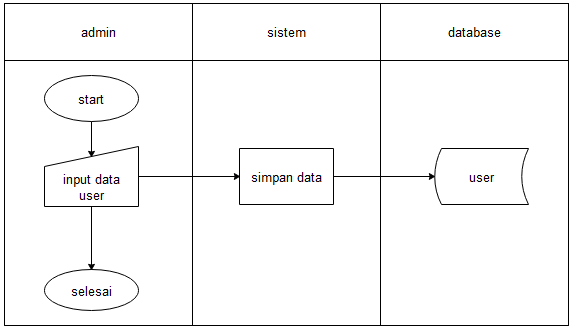 admin
sistem
database
start
input data
user
simpan data
user
selesai